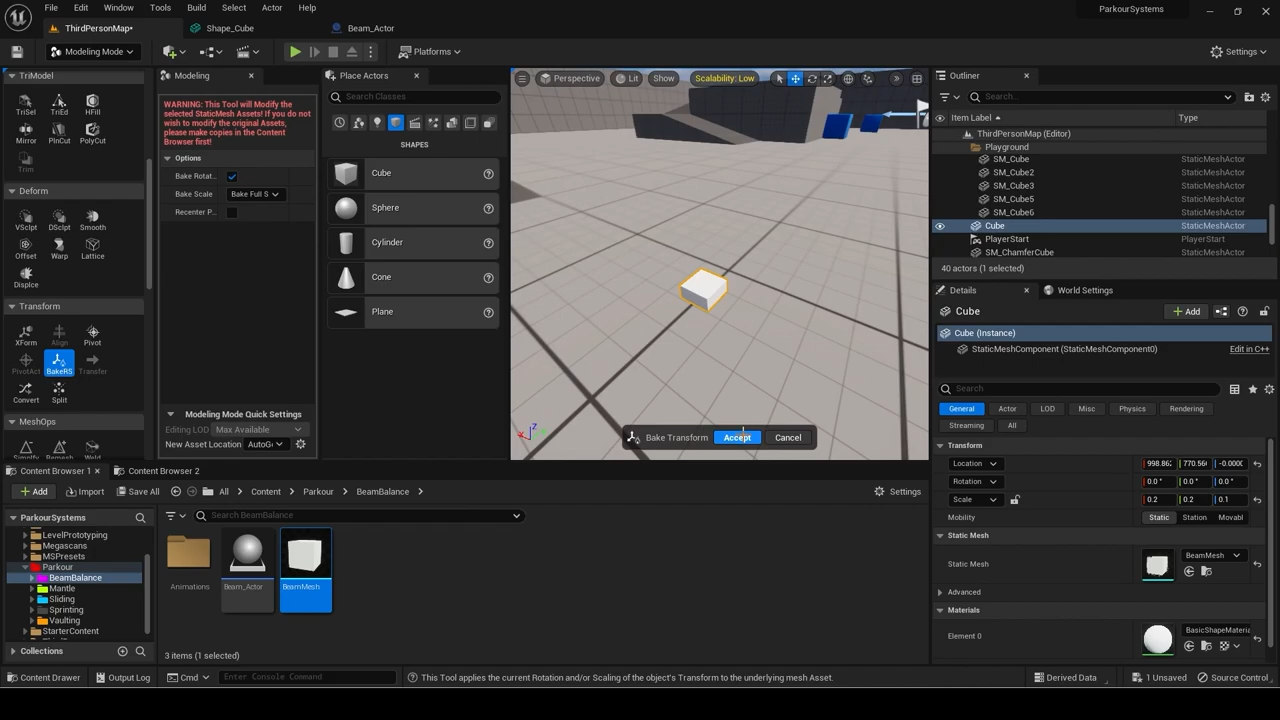 File
Edit
Window
Tools
Build
Select
Actor
Help
ParkourSystems
ThirdPersonMap•
Shape_Cube
Beam_Actor
Modeling Mode
Platforms
Settings
TriModel
TriSel
TriEd
HFill
Mirror
PlnCut
PolyCut
Trim
Deform
VSclpt
DSclpt
Smooth
Offset
Warp
Lattice
Displce
Transform
XForm
Align
Pivot
PivotAct
BakeRS
Transfer
Convert
Split
MeshOps
Simplify
Remesh
Weld
Modeling
WARNING: This Tool will Modify the
selected StaticMesh Assets! If you do
not wish to modify the original Assets,
please make copies in the Content
Browser first!
Options
Bake Rotat..
Bake Scale
Bake Full S
Recenter P..
Modeling Mode Quick Settings
Editing LOD
Max Available
New Asset Location
AutoG
Place Actors
Search Classes
SHAPES
Cube
Sphere
Cylinder
Cone
Plane
Perspective
Lit
Show
Scalability: Low
Bake Transform
Accept
Cancel
Outliner
Search...
Item Label
Type
ThirdPersonMap (Editor)
Playground
SM_Cube
StaticMeshActor
SM_Cube2
StaticMeshActor
SM_Cube3
StaticMeshActor
SM_Cube5
StaticMeshActor
SM_Cube6
StaticMeshActor
Cube
StaticMeshActor
PlayerStart
PlayerStart
SM_ChamferCube
StaticMeshActor
40 actors (1 selected)
Details
World Settings
Cube
Add
Cube (Instance)
StaticMeshComponent (StaticMeshComponent0)
Edit in C++
Search
General
Actor
LOD
Misc
Physics
Rendering
Streaming
All
Transform
Location
998.86
770.56
-0.000
Rotation
0.0 °
0.0 °
0.0 °
Scale
0.2
0.2
0.1
Mobility
Static
Station
Movabl
Static Mesh
Static Mesh
BeamMesh
Advanced
Materials
Element 0
BasicShapeMateria
Content Browser 1
Content Browser 2
Add
Import
Save All
All
Content
Parkour
BeamBalance
Settings
ParkourSystems
LevelPrototyping
Megascans
MSPresets
Parkour
BeamBalance
Mantle
Sliding
Sprinting
Vaulting
StarterContent
Collections
Search BeamBalance
Animations
Beam_Actor
BeamMesh
3 items (1 selected)
Content Drawer
Output Log
Cmd
Enter Console Command
This Tool applies the current Rotation and/or Scaling of the object's Transform to the underlying mesh Asset.
Derived Data
1 Unsaved
Source Control